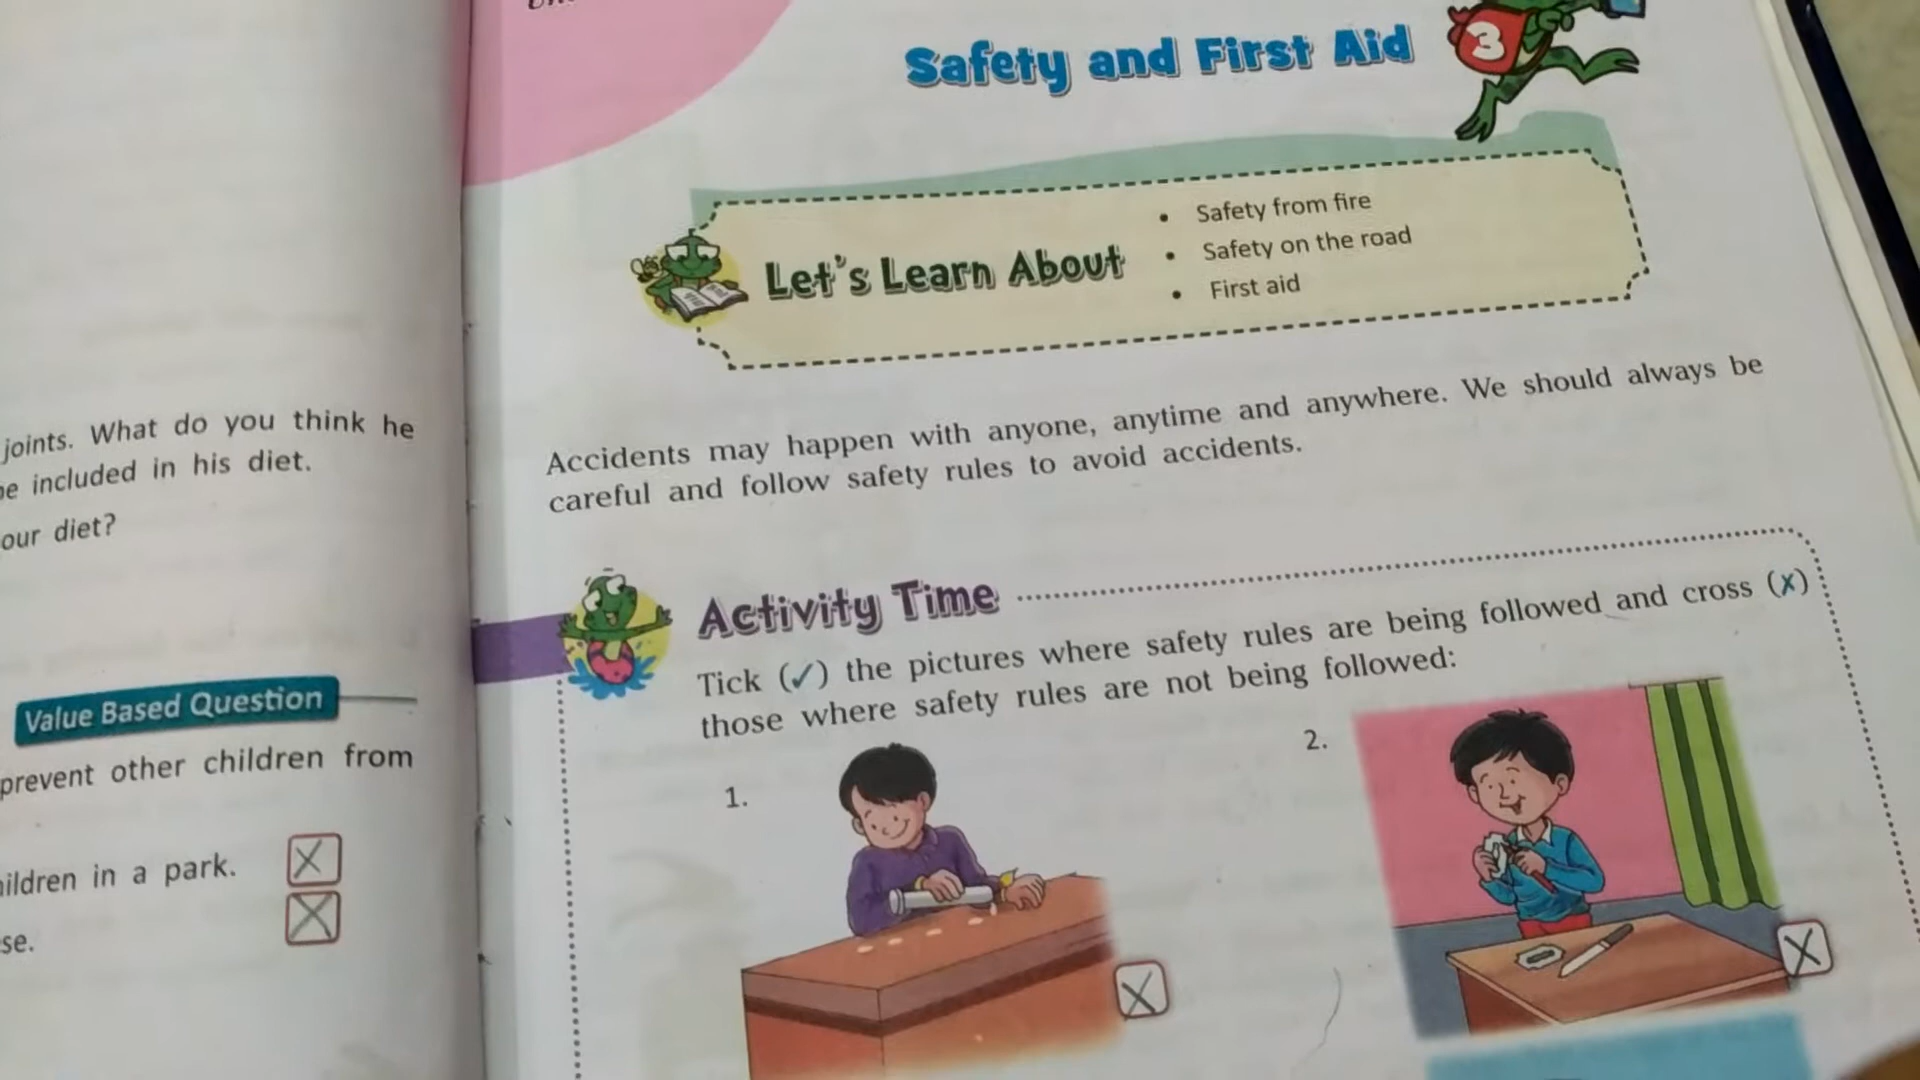 joints. What do you think he
be included in his diet.
our diet?
Value Based Question
prevent other children from
in a park.
se.
Safety and First Aid
3
Let's Learn About
• Safety from fire
• Safety on the road
• First aid
Accidents may happen with anyone, anytime and anywhere. We should always be
careful and follow safety rules to avoid accidents.
Activity Time
Tick (✓) the pictures where safety rules are being followed and cross (✗)
those where safety rules are not being followed:
1.
2.